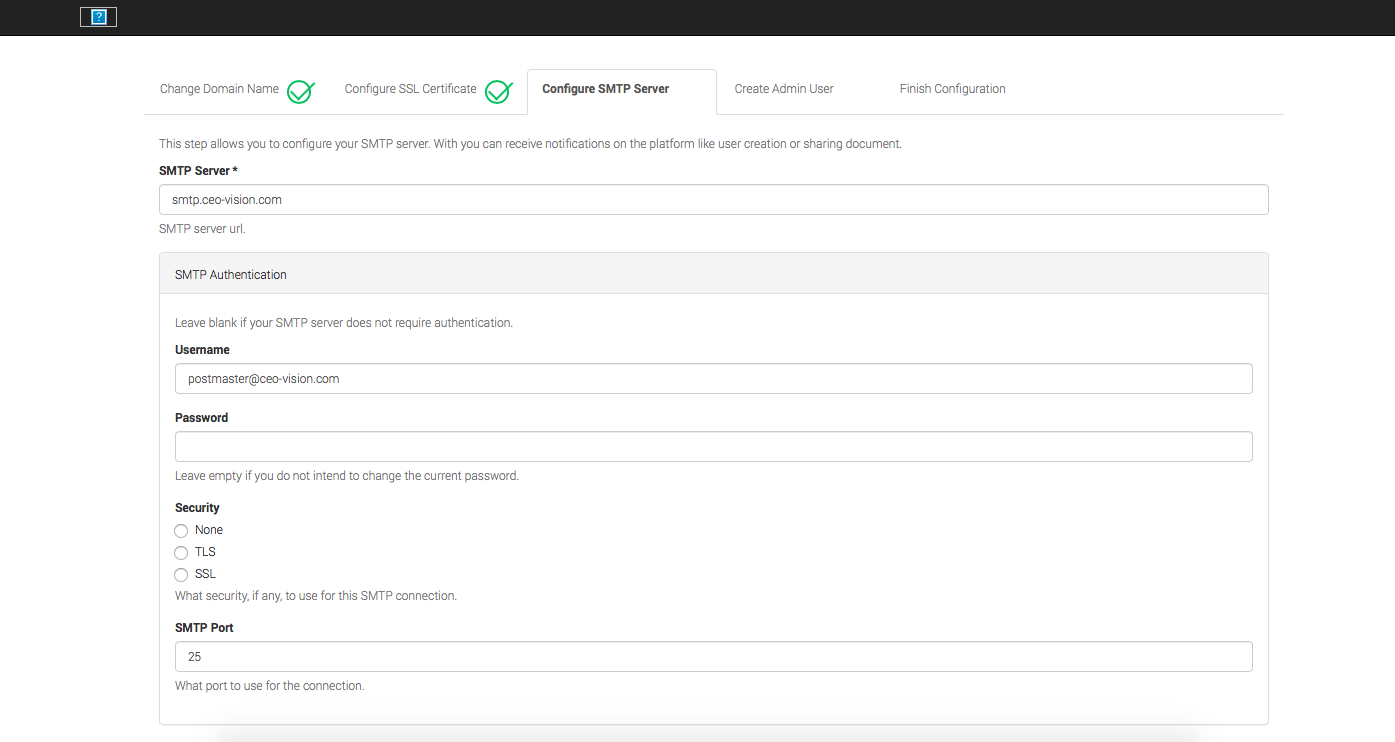 ?
Change Domain Name
Configure SSL Certificate
Configure SMTP Server
Create Admin User
Finish Configuration
This step allows you to configure your SMTP server. With you can receive notifications on the platform like user creation or sharing document.
SMTP Server *
smtp.ceo-vision.com
SMTP server url.
SMTP Authentication
Leave blank if your SMTP server does not require authentication.
Username
postmaster@ceo-vision.com
Password
Leave empty if you do not intend to change the current password.
Security
None
TLS
SSL
What security, if any, to use for this SMTP connection.
SMTP Port
25
What port to use for the connection.